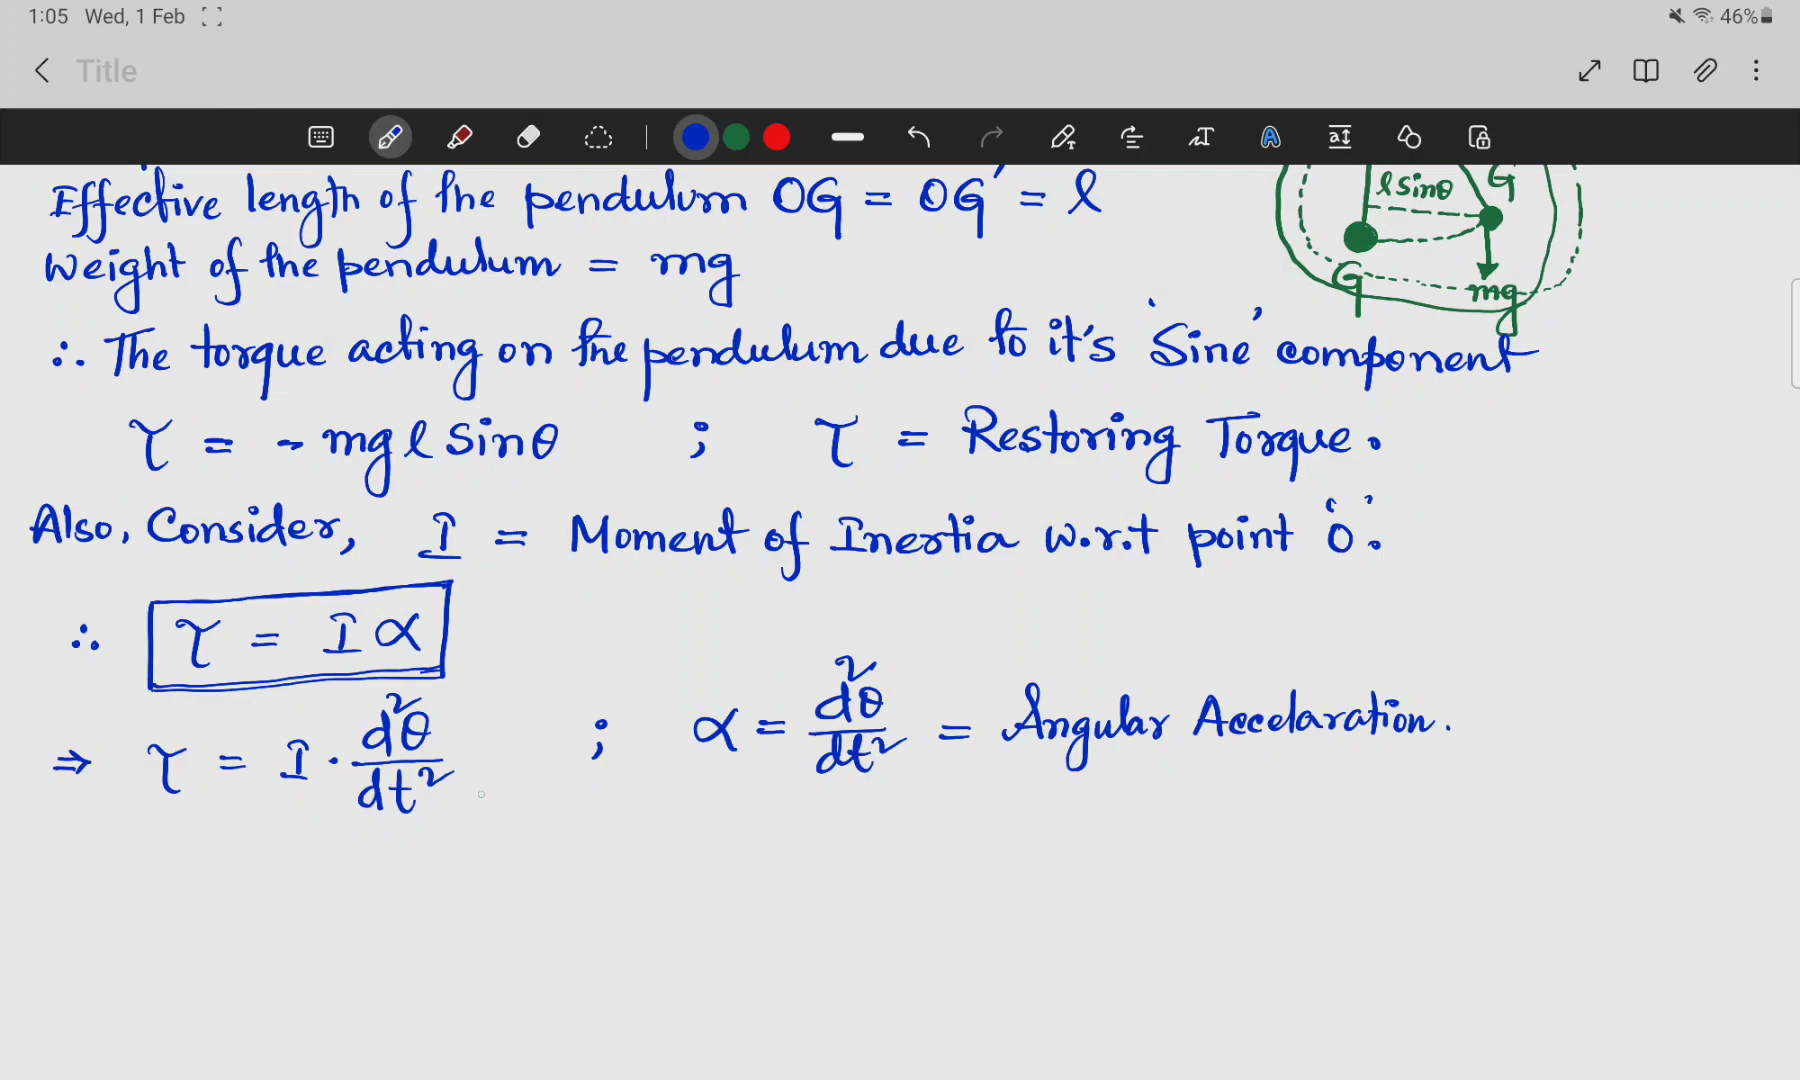 1:05 Wed, 1 Feb 46%
Title
Effective length of the pendulum OG = OG' = l
Weight of the pendulum = mg
∴ The torque acting on the pendulum due to it's 'Sine' component
τ = - mgl Sinθ ; τ = Restoring Torque.
Also, Consider, I = Moment of Inertia w.r.t point 'O'.
∴ τ = I α
⇒ τ = I · d²θ/dt² ; α = d²θ/dt² = Angular Accelaration.
l sinθ G'
G mg